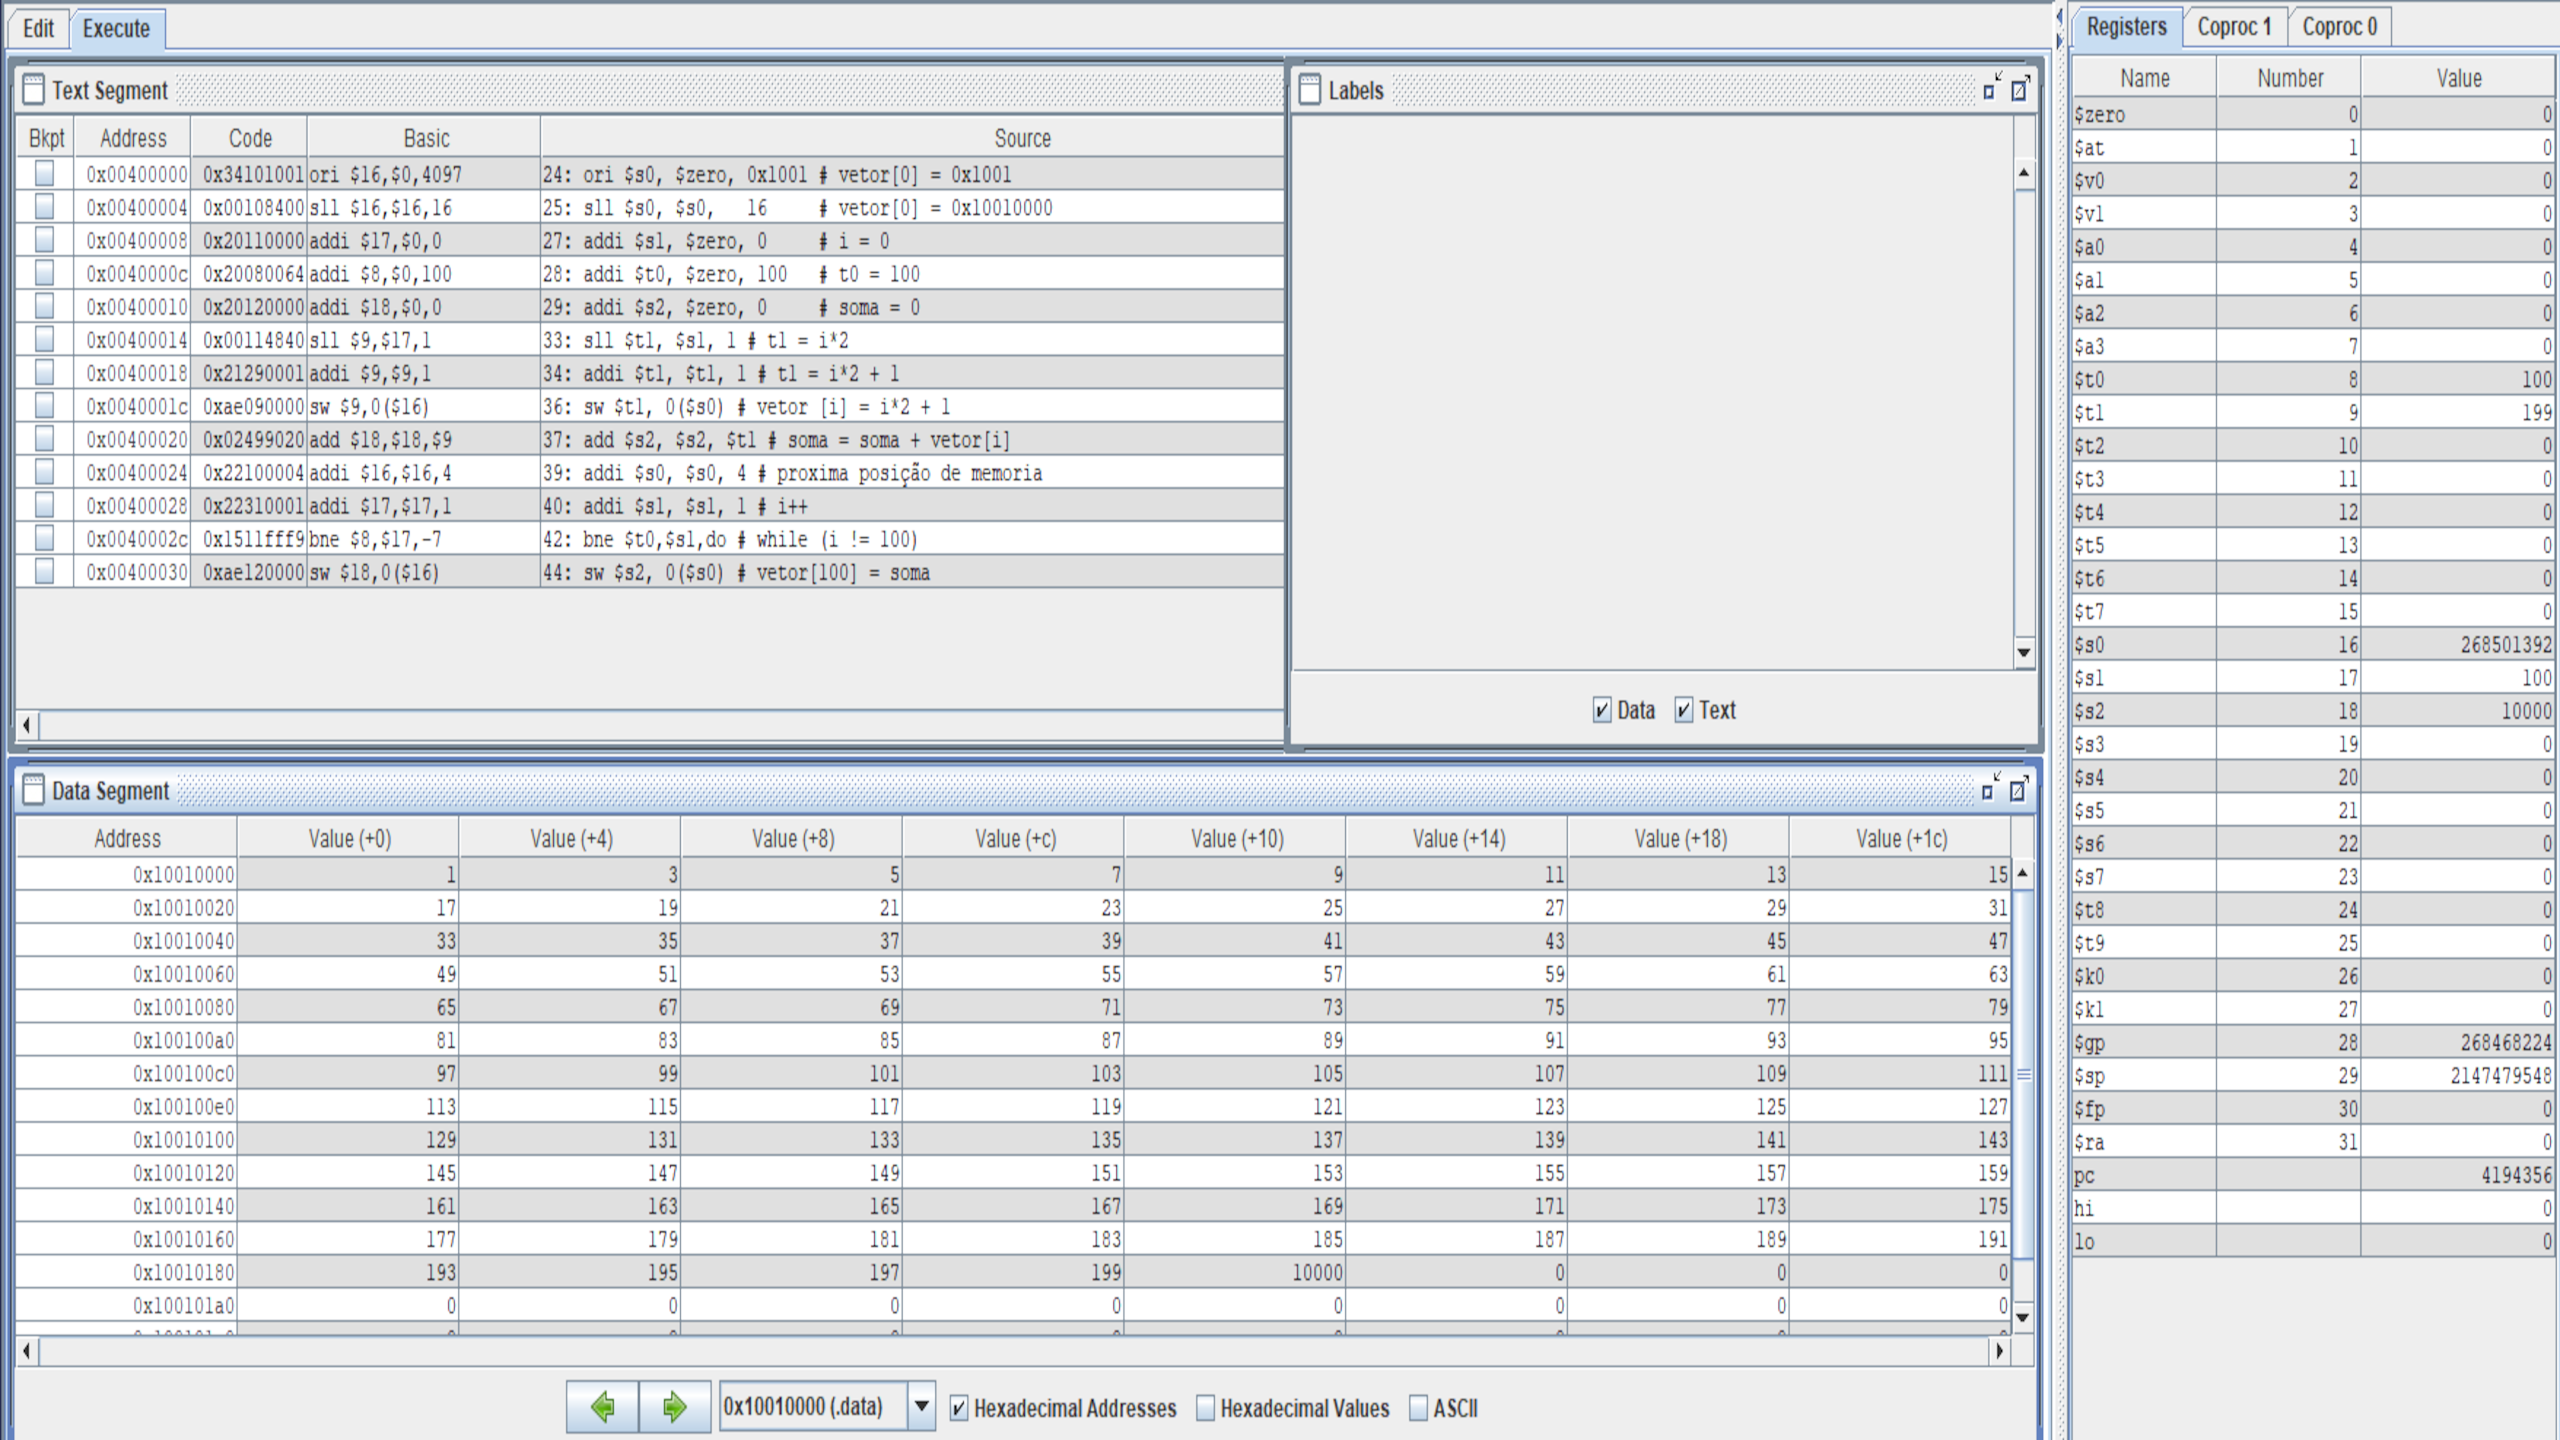 Edit Execute
Text Segment
Bkpt Address Code Basic Source
0x00400000 0x34101001 ori $16,$0,4097 24: ori $s0, $zero, 0x1001 # vetor[0] = 0x1001
0x00400004 0x00108400 sll $16,$16,16 25: sll $s0, $s0, 16 # vetor[0] = 0x10010000
0x00400008 0x20110000 addi $17,$0,0 27: addi $s1, $zero, 0 # i = 0
0x0040000c 0x20080064 addi $8,$0,100 28: addi $t0, $zero, 100 # t0 = 100
0x00400010 0x20120000 addi $18,$0,0 29: addi $s2, $zero, 0 # soma = 0
0x00400014 0x00114840 sll $9,$17,1 33: sll $t1, $s1, 1 # t1 = i*2
0x00400018 0x21290001 addi $9,$9,1 34: addi $t1, $t1, 1 # t1 = i*2 + 1
0x0040001c 0xae090000 sw $9,0($16) 36: sw $t1, 0($s0) # vetor [i] = i*2 + 1
0x00400020 0x02499020 add $18,$18,$9 37: add $s2, $s2, $t1 # soma = soma + vetor[i]
0x00400024 0x22100004 addi $16,$16,4 39: addi $s0, $s0, 4 # proxima posição de memoria
0x00400028 0x22310001 addi $17,$17,1 40: addi $s1, $s1, 1 # i++
0x0040002c 0x1511fff9 bne $8,$17,-7 42: bne $t0,$s1,do # while (i != 100)
0x00400030 0xae120000 sw $18,0($16) 44: sw $s2, 0($s0) # vetor[100] = soma
Labels
Data Text
Data Segment
Address Value (+0) Value (+4) Value (+8) Value (+c) Value (+10) Value (+14) Value (+18) Value (+1c)
0x10010000 1 3 5 7 9 11 13 15
0x10010020 17 19 21 23 25 27 29 31
0x10010040 33 35 37 39 41 43 45 47
0x10010060 49 51 53 55 57 59 61 63
0x10010080 65 67 69 71 73 75 77 79
0x100100a0 81 83 85 87 89 91 93 95
0x100100c0 97 99 101 103 105 107 109 111
0x100100e0 113 115 117 119 121 123 125 127
0x10010100 129 131 133 135 137 139 141 143
0x10010120 145 147 149 151 153 155 157 159
0x10010140 161 163 165 167 169 171 173 175
0x10010160 177 179 181 183 185 187 189 191
0x10010180 193 195 197 199 10000 0 0 0
0x100101a0 0 0 0 0 0 0 0 0
0x10010000 (.data) Hexadecimal Addresses Hexadecimal Values ASCII
Registers Coproc 1 Coproc 0
Name Number Value
$zero 0 0
$at 1 0
$v0 2 0
$v1 3 0
$a0 4 0
$a1 5 0
$a2 6 0
$a3 7 0
$t0 8 100
$t1 9 199
$t2 10 0
$t3 11 0
$t4 12 0
$t5 13 0
$t6 14 0
$t7 15 0
$s0 16 268501392
$s1 17 100
$s2 18 10000
$s3 19 0
$s4 20 0
$s5 21 0
$s6 22 0
$s7 23 0
$t8 24 0
$t9 25 0
$k0 26 0
$k1 27 0
$gp 28 268468224
$sp 29 2147479548
$fp 30 0
$ra 31 0
pc 4194356
hi 0
lo 0